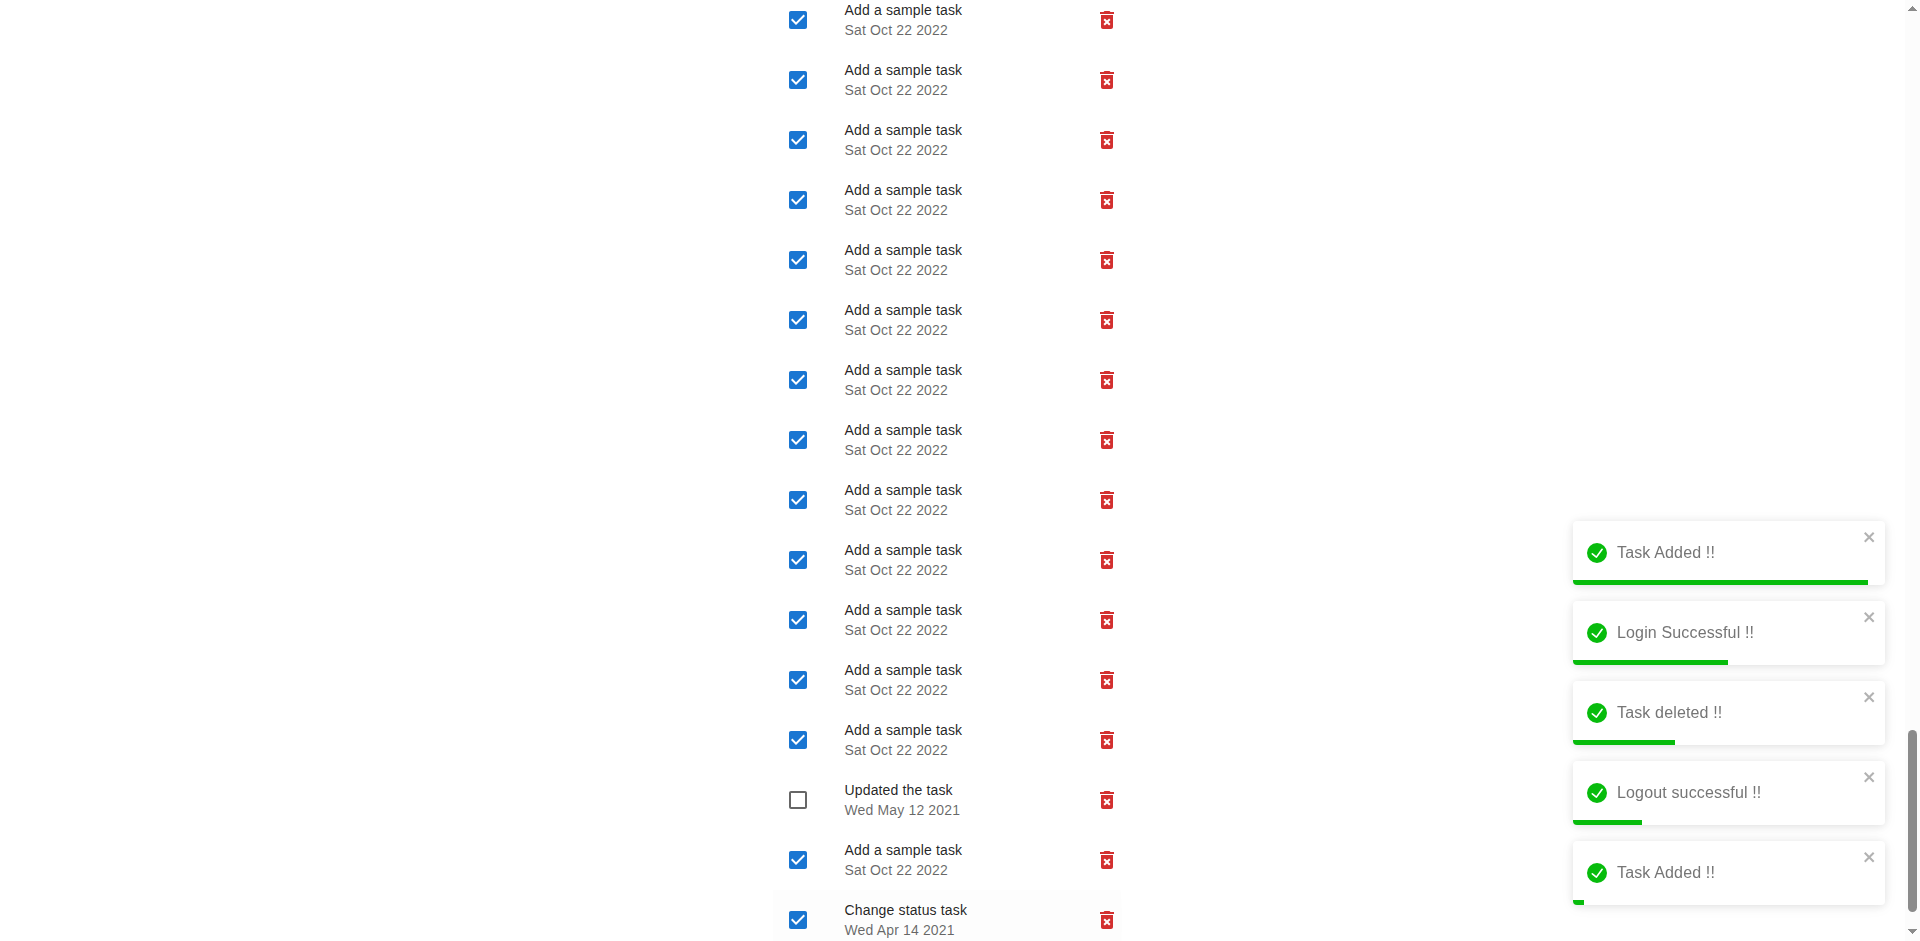 Add a sample task
Sat Oct 22 2022
Add a sample task
Sat Oct 22 2022
Add a sample task
Sat Oct 22 2022
Add a sample task
Sat Oct 22 2022
Add a sample task
Sat Oct 22 2022
Add a sample task
Sat Oct 22 2022
Add a sample task
Sat Oct 22 2022
Add a sample task
Sat Oct 22 2022
Add a sample task
Sat Oct 22 2022
Add a sample task
Sat Oct 22 2022
Add a sample task
Sat Oct 22 2022
Add a sample task
Sat Oct 22 2022
Add a sample task
Sat Oct 22 2022
Updated the task
Wed May 12 2021
Add a sample task
Sat Oct 22 2022
Change status task
Wed Apr 14 2021
Task Added !!
Login Successful !!
Task deleted !!
Logout successful !!
Task Added !!